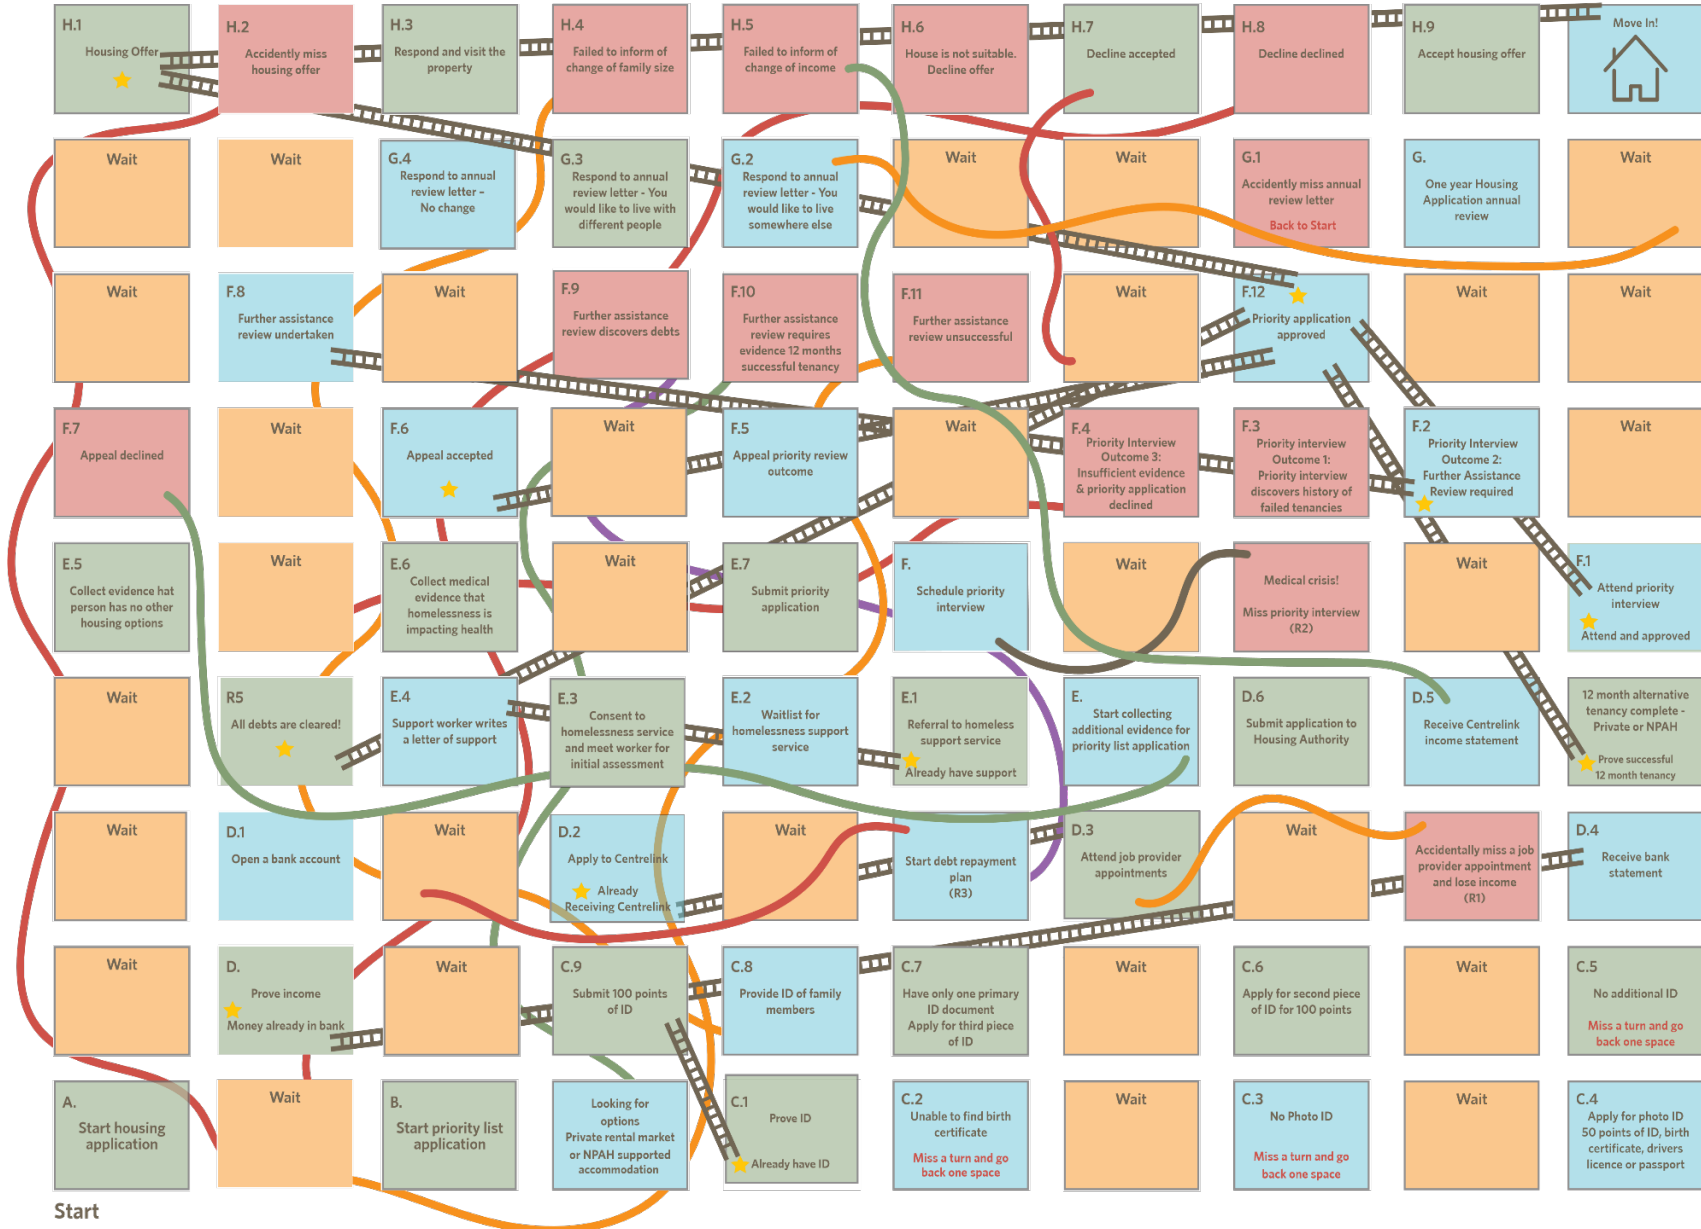 H.1
Housing Offer
H.2
Accidently miss
housing offer
H.3
Respond and visit the
property
H.4
Failed to inform of
change of family size
H.5
Failed to inform of
change of income
H.6
House is not suitable.
Decline offer
H.7
Decline accepted
H.8
Decline declined
H.9
Accept housing offer
Move In!
Wait
Wait
G.4
Respond to annual
review letter –
No change
G.3
Respond to annual
review letter - You
would like to live with
different people
G.2
Respond to annual
review letter - You
would like to live
somewhere else
Wait
Wait
G.1
Accidently miss annual
review letter
Back to Start
G.
One year Housing
Application annual
review
Wait
Wait
F.8
Further assistance
review undertaken
Wait
F.9
Further assistance
review discovers debts
F.10
Further assistance
review requires
evidence 12 months
successful tenancy
F.11
Further assistance
review unsuccessful
Wait
F.12
Priority application
approved
Wait
Wait
F.7
Appeal declined
Wait
F.6
Appeal accepted
Wait
F.5
Appeal priority review
outcome
Wait
F.4
Priority Interview
Outcome 3:
Insufficient evidence
& priority application
declined
F.3
Priority interview
Outcome 1:
Priority interview
discovers history of
failed tenancies
F.2
Priority Interview
Outcome 2:
Further Assistance
Review required
Wait
E.5
Collect evidence hat
person has no other
housing options
Wait
E.6
Collect medical
evidence that
homelessness is
impacting health
Wait
E.7
Submit priority
application
F.
Schedule priority
interview
Wait
Medical crisis!
Miss priority interview
(R2)
Wait
F.1
Attend priority
interview
Attend and approved
Wait
R5
All debts are cleared!
E.4
Support worker writes
a letter of support
E.3
Consent to
homelessness service
and meet worker for
initial assessment
E.2
Waitlist for
homelessness support
service
E.1
Referral to homeless
support service
Already have support
E.
Start collecting
additional evidence for
priority list application
D.6
Submit application to
Housing Authority
D.5
Receive Centrelink
income statement
12 month alternative
tenancy complete -
Private or NPAH
Prove successful
12 month tenancy
Wait
D.1
Open a bank account
Wait
D.2
Apply to Centrelink
Already
Receiving Centrelink
Wait
Start debt repayment
plan
(R3)
D.3
Attend job provider
appointments
Wait
Accidentally miss a job
provider appointment
and lose income
(R1)
D.4
Receive bank
statement
Wait
D.
Prove income
Money already in bank
Wait
C.9
Submit 100 points
of ID
C.8
Provide ID of family
members
C.7
Have only one primary
ID document
Apply for third piece
of ID
Wait
C.6
Apply for second piece
of ID for 100 points
Wait
C.5
No additional ID
Miss a turn and go
back one space
A.
Start housing
application
Wait
B.
Start priority list
application
Looking for
options
Private rental market
or NPAH supported
accommodation
C.1
Prove ID
Already have ID
C.2
Unable to find birth
certificate
Miss a turn and go
back one space
Wait
C.3
No Photo ID
Miss a turn and go
back one space
Wait
C.4
Apply for photo ID
50 points of ID, birth
certificate, drivers
licence or passport
Start